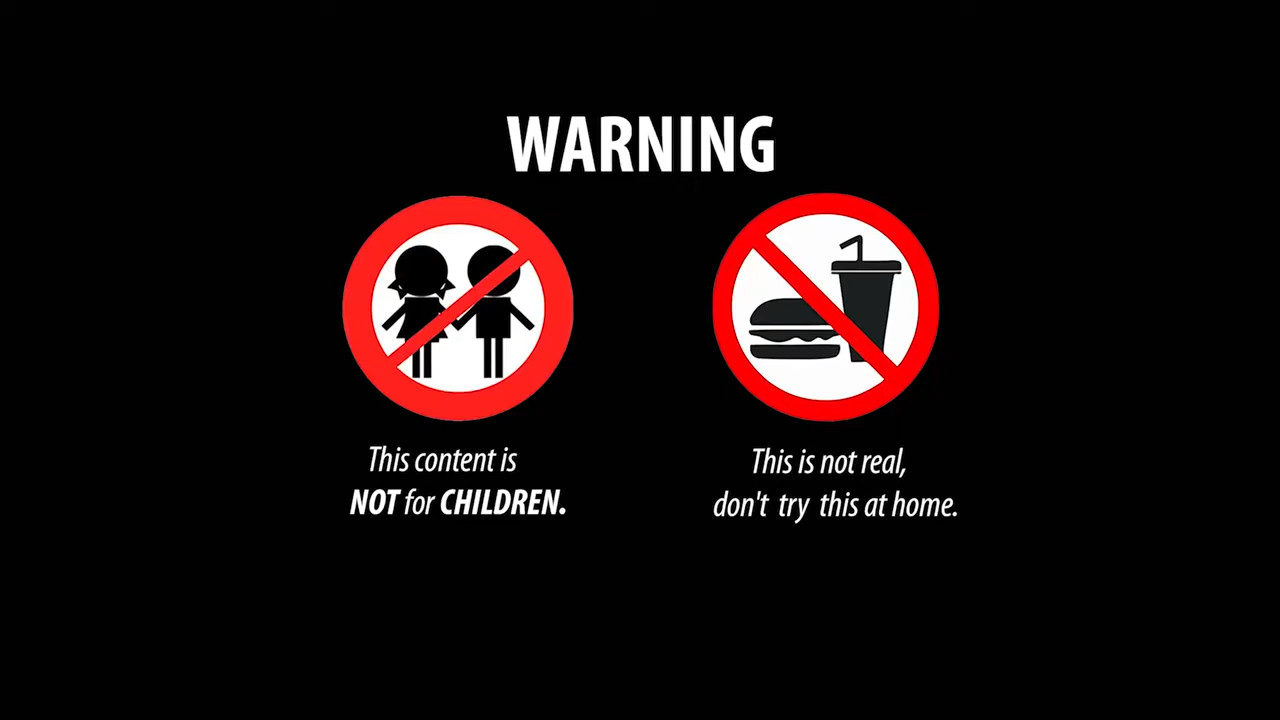 WARNING
This content is
NOT for CHILDREN.
This is not real,
don't try this at home.